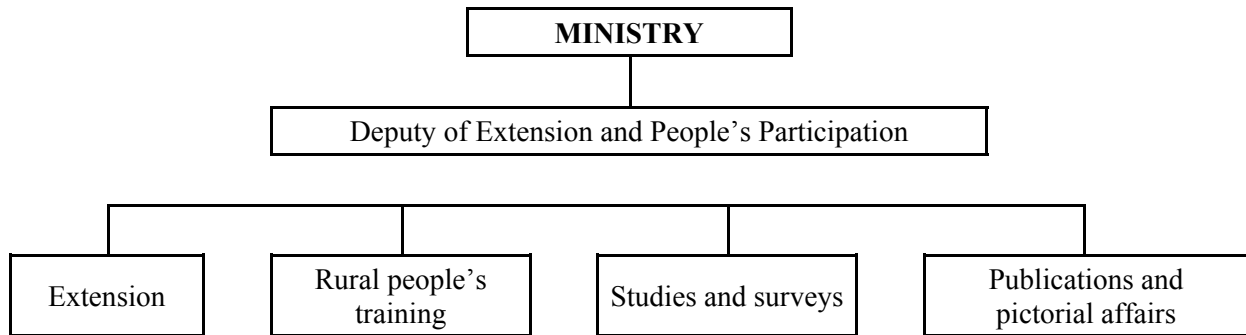 MINISTRY
Deputy of Extension and People’s Participation
Extension
Rural people’s
training
Studies and surveys
Publications and
pictorial affairs